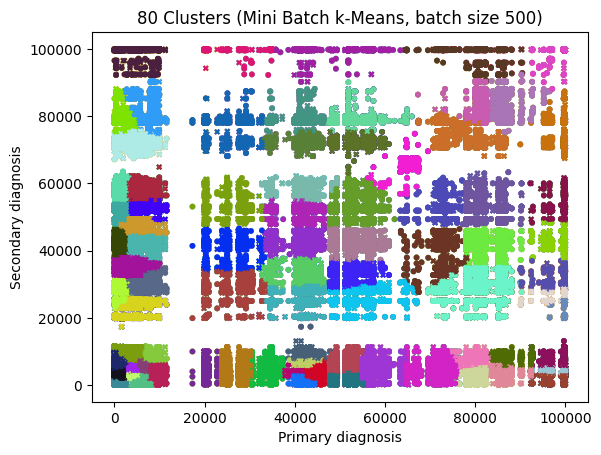 80 Clusters (Mini Batch k-Means, batch size 500)
100000
80000
60000
40000
20000
0
Secondary diagnosis
0 20000 40000 60000 80000 100000
Primary diagnosis